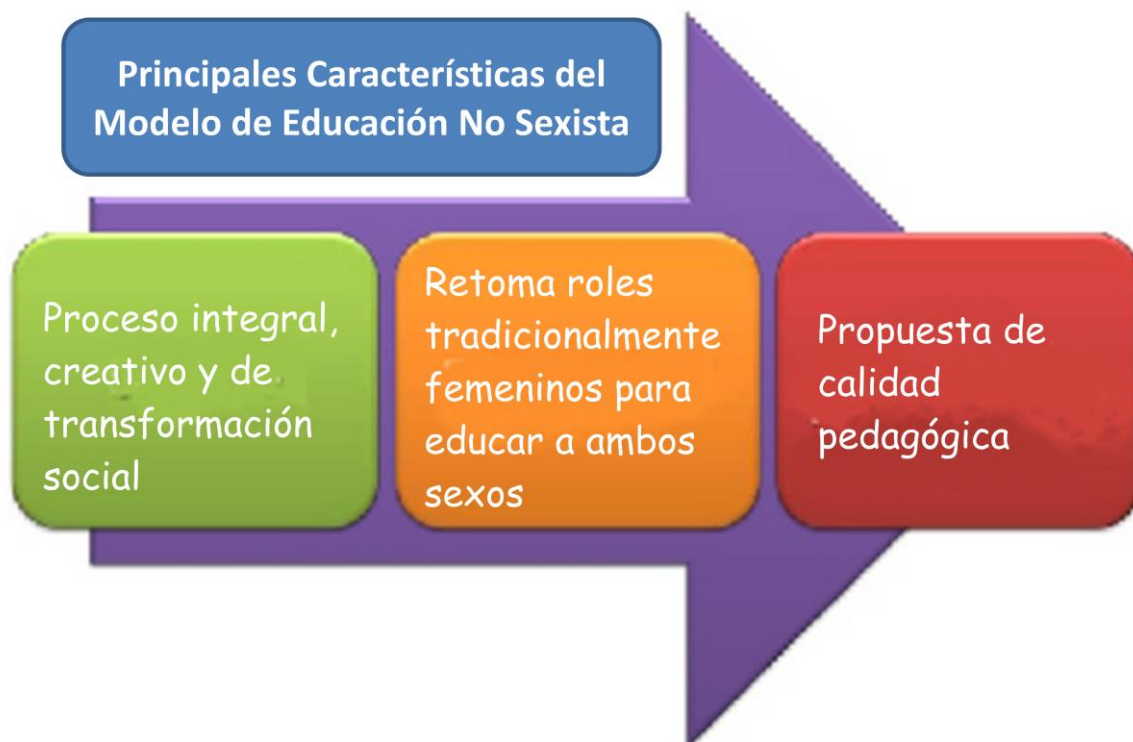 Principales Características del
Modelo de Educación No Sexista
Proceso integral,
creativo y de
transformación
social
Retoma roles
tradicionalmente
femeninos para
educar a ambos
sexos
Propuesta de
calidad
pedagógica